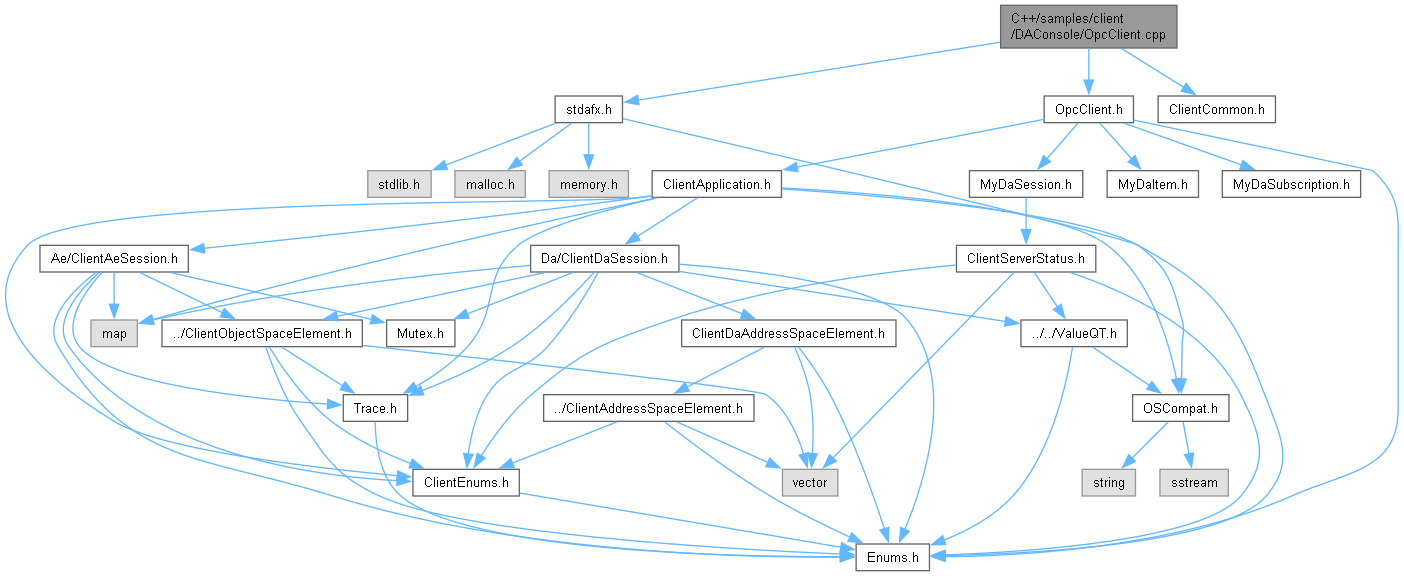 C++/samples/client
/DAConsole/OpcClient.cpp
stdafx.h
OpcClient.h
ClientCommon.h
stdlib.h
malloc.h
memory.h
ClientApplication.h
MyDaSession.h
MyDaItem.h
MyDaSubscription.h
Ae/ClientAeSession.h
Da/ClientDaSession.h
ClientServerStatus.h
map
../ClientObjectSpaceElement.h
Mutex.h
ClientDaAddressSpaceElement.h
../../ValueQT.h
Trace.h
../ClientAddressSpaceElement.h
OSCompat.h
ClientEnums.h
vector
string
sstream
Enums.h